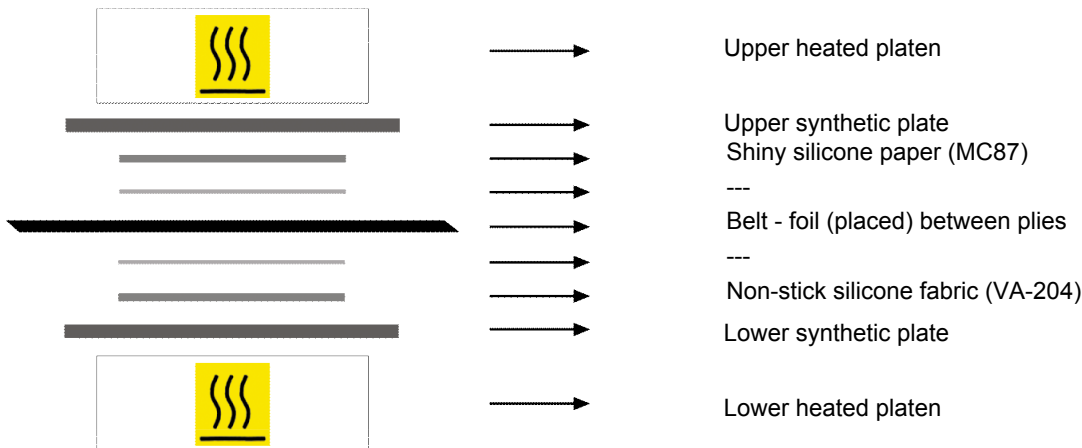 Upper heated platen
Upper synthetic plate
Shiny silicone paper (MC87)
---
Belt - foil (placed) between plies
---
Non-stick silicone fabric (VA-204)
Lower synthetic plate
Lower heated platen